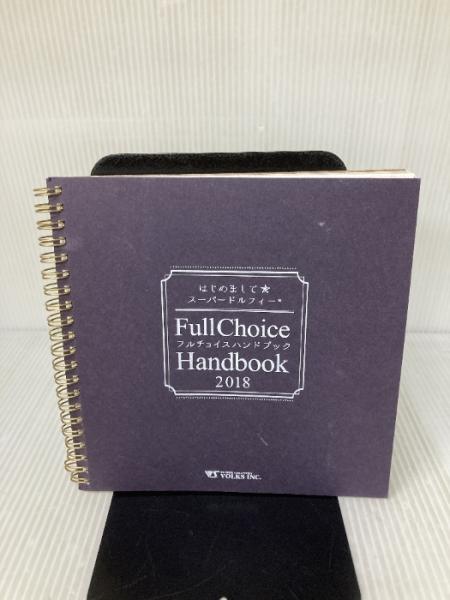 はじめまして★
スーパードルフィー®
FullChoice
フルチョイスハンドブック
Handbook
2018
VOLKS INC.